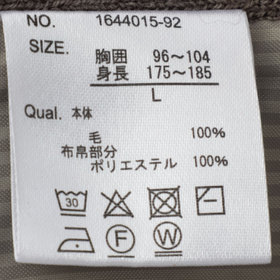 NO. 1644015-92
SIZE.
胸囲 96～104
身長 175～185
L
Qual. 本体
毛 100%
布帛部分
ポリエステル 100%
30
F W